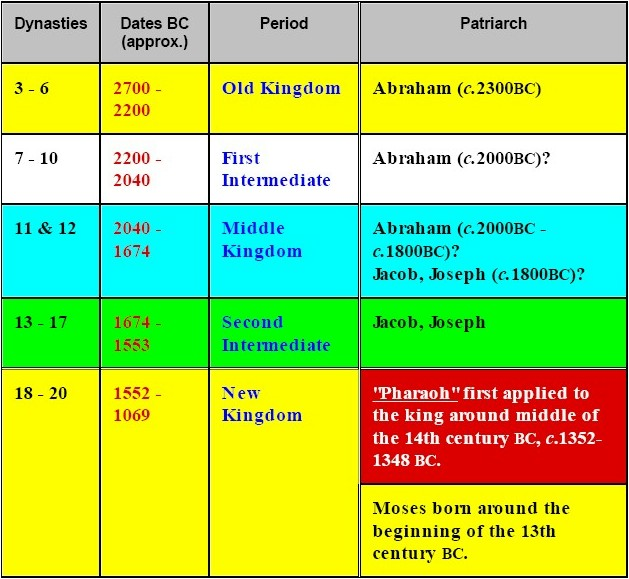 Dynasties
Dates BC
(approx.)
Period
Patriarch
3 - 6
2700 -
2200
Old Kingdom
Abraham (c.2300BC)
7 - 10
2200 -
2040
First
Intermediate
Abraham (c.2000BC)?
11 & 12
2040 -
1674
Middle
Kingdom
Abraham (c.2000BC -
c.1800BC)?
Jacob, Joseph (c.1800BC)?
13 - 17
1674 -
1553
Second
Intermediate
Jacob, Joseph
18 - 20
1552 -
1069
New
Kingdom
"Pharaoh" first applied to
the king around middle of
the 14th century BC, c.1352-
1348 BC.
Moses born around the
beginning of the 13th
century BC.